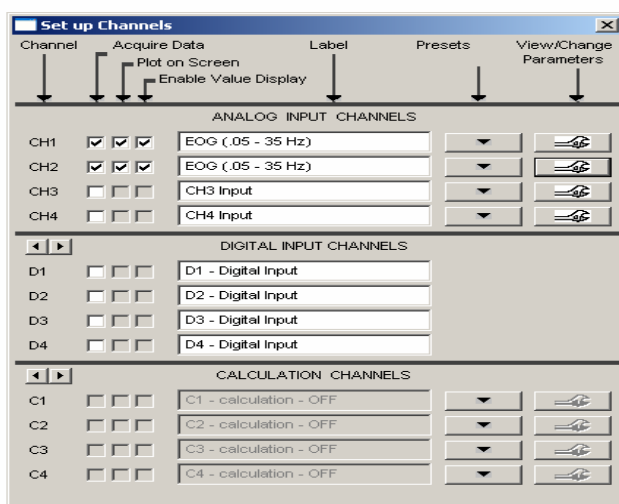 Set up Channels
Channel Acquire Data Label Presets View/Change
Plot on Screen Parameters
Enable Value Display
ANALOG INPUT CHANNELS
CH1 EOG (.05 - 35 Hz)
CH2 EOG (.05 - 35 Hz)
CH3 CH3 Input
CH4 CH4 Input
DIGITAL INPUT CHANNELS
D1 D1 - Digital Input
D2 D2 - Digital Input
D3 D3 - Digital Input
D4 D4 - Digital Input
CALCULATION CHANNELS
C1 C1 - calculation - OFF
C2 C2 - calculation - OFF
C3 C3 - calculation - OFF
C4 C4 - calculation - OFF